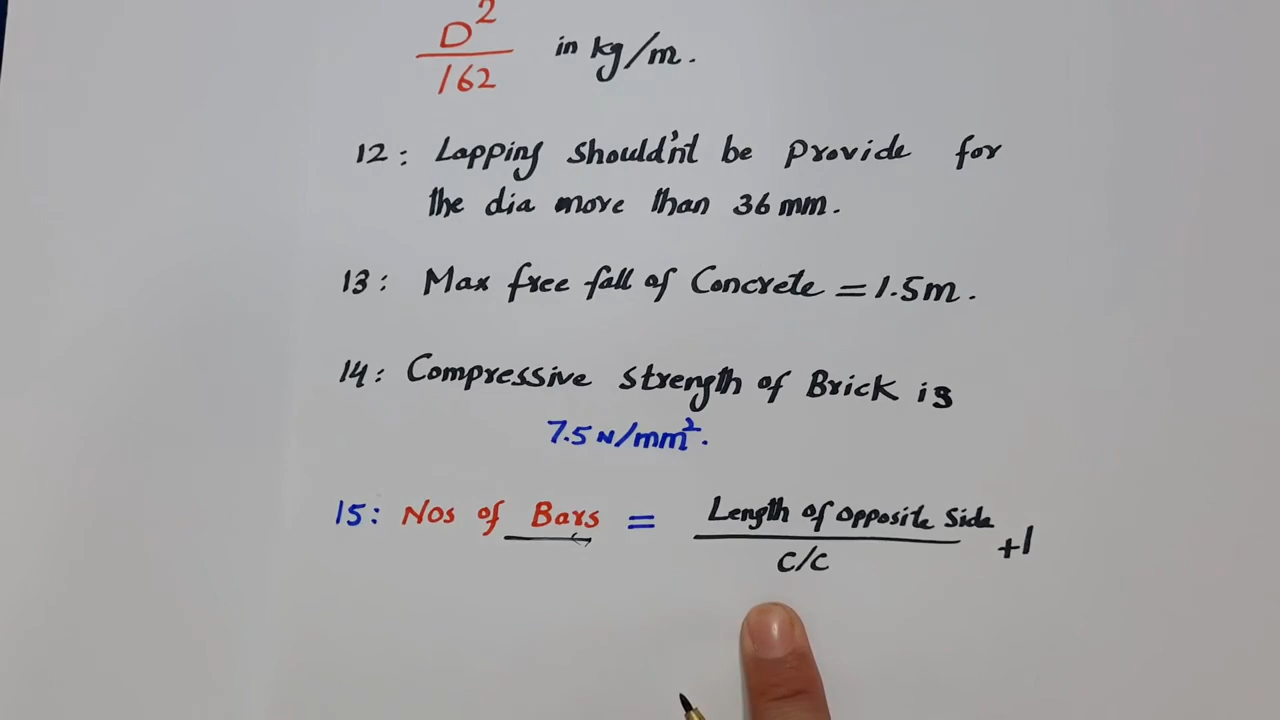 D²
162 in kg/m.
12: Lapping shouldn't be provide for
the dia more than 36 mm.
13: Max free fall of Concrete = 1.5m.
14: Compressive strength of Brick is
7.5 N/mm².
15: Nos of Bars = Length of opposite side
C/C +1